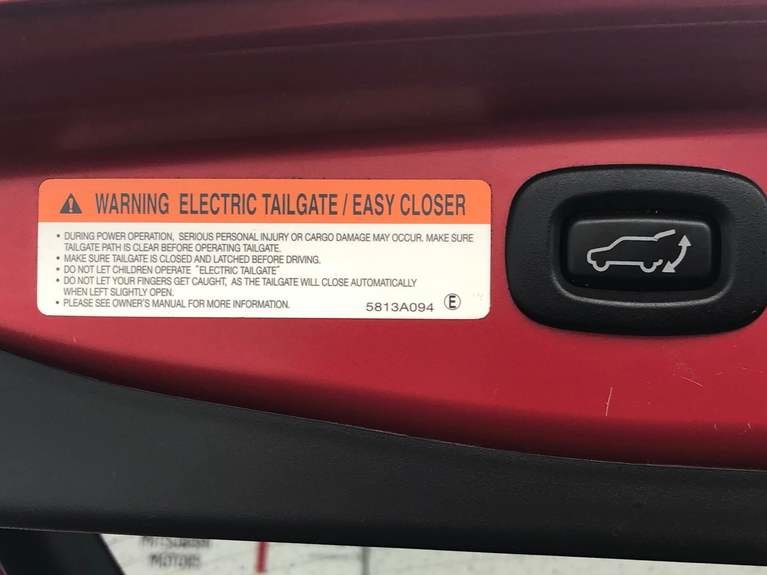 WARNING ELECTRIC TAILGATE / EASY CLOSER
• DURING POWER OPERATION, SERIOUS PERSONAL INJURY OR CARGO DAMAGE MAY OCCUR. MAKE SURE
TAILGATE PATH IS CLEAR BEFORE OPERATING TAILGATE.
• MAKE SURE TAILGATE IS CLOSED AND LATCHED BEFORE DRIVING.
• DO NOT LET CHILDREN OPERATE "ELECTRIC TAILGATE"
• DO NOT LET YOUR FINGERS GET CAUGHT, AS THE TAILGATE WILL CLOSE AUTOMATICALLY
WHEN LEFT SLIGHTLY OPEN.
• PLEASE SEE OWNER'S MANUAL FOR MORE INFORMATION.
5813A094 Ⓔ
MITSUBISHI
MOTORS